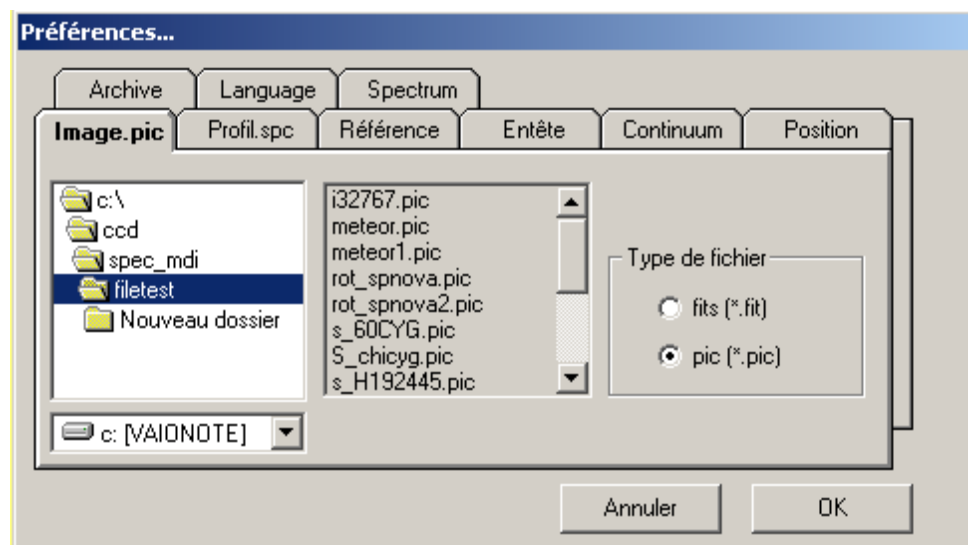 Préférences...
Archive Language Spectrum
Image.pic Profil.spc Référence Entête Continuum Position
c:\
ccd
spec_mdi
filetest
Nouveau dossier
c: [VAIONOTE]
i32767.pic
meteor.pic
meteor1.pic
rot_spnova.pic
rot_spnova2.pic
s_60CYG.pic
S_chicyg.pic
s_H192445.pic
Type de fichier
fits (*.fit)
pic (*.pic)
Annuler OK